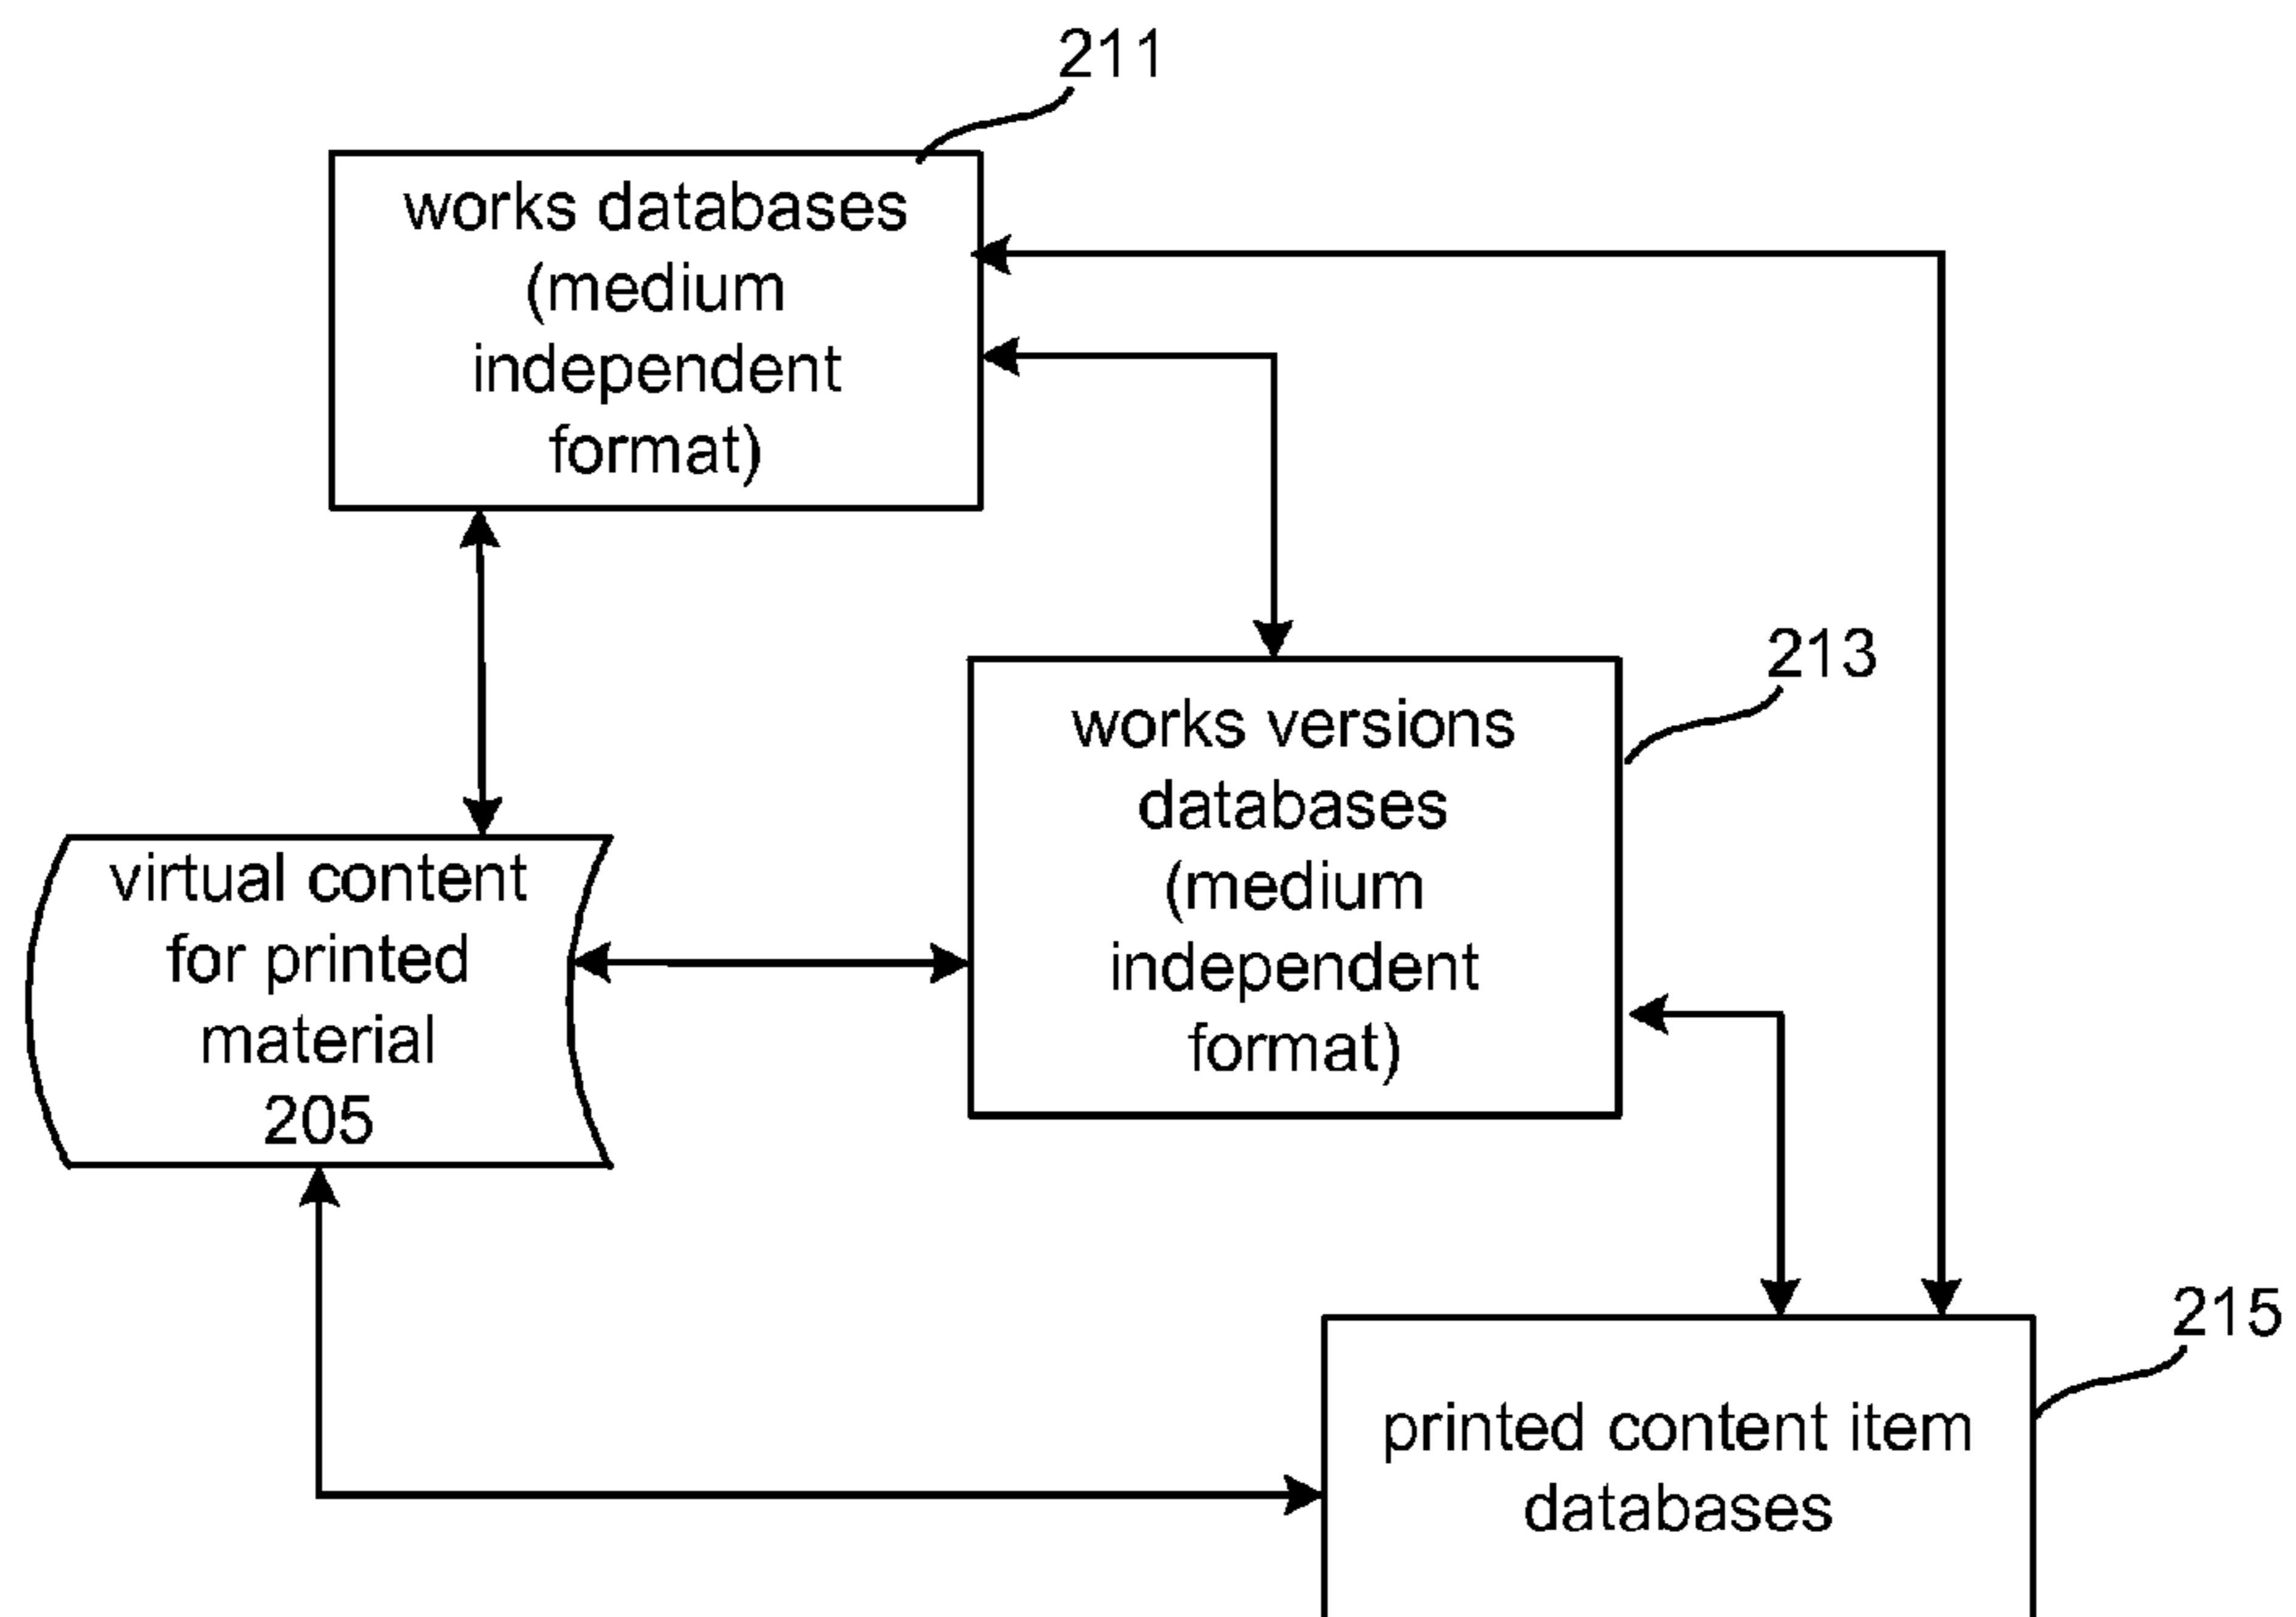 211
works databases
(medium
independent
format)
213
works versions
databases
(medium
independent
format)
virtual content
for printed
material
205
215
printed content item
databases